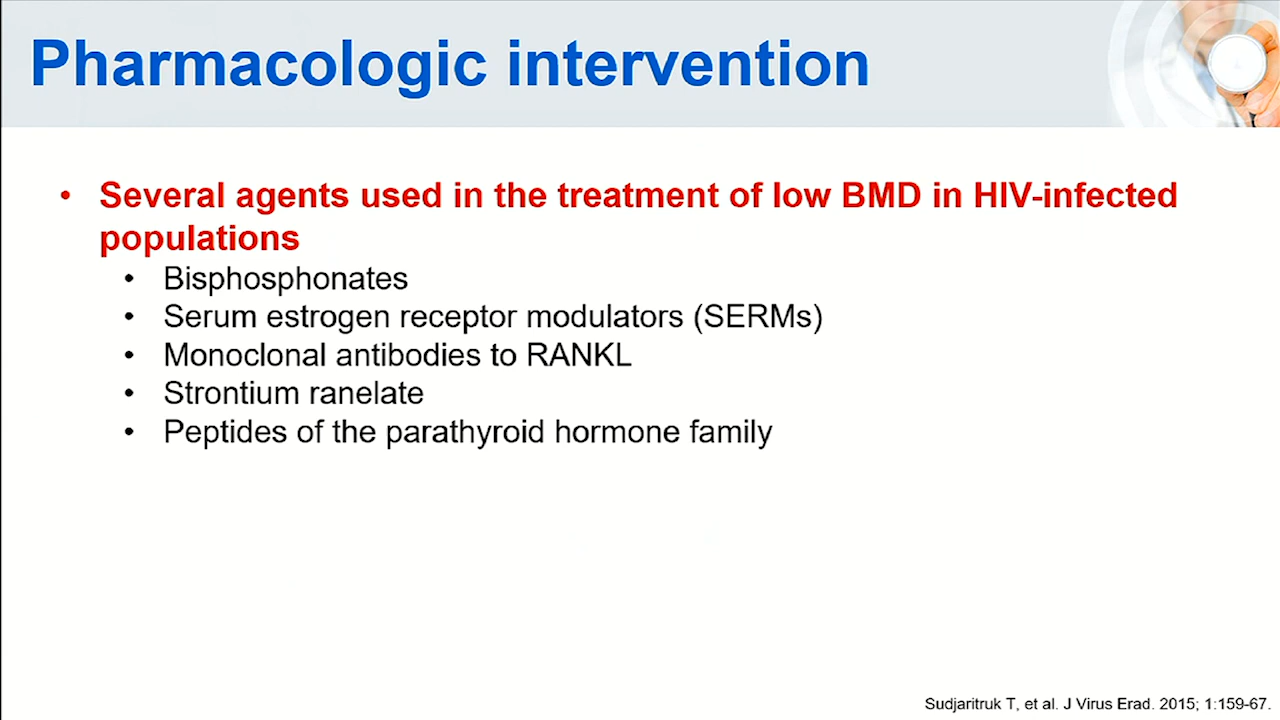 Pharmacologic intervention
• Several agents used in the treatment of low BMD in HIV-infected
populations
• Bisphosphonates
• Serum estrogen receptor modulators (SERMs)
• Monoclonal antibodies to RANKL
• Strontium ranelate
• Peptides of the parathyroid hormone family
Sudjaritruk T, et al. J Virus Erad. 2015; 1:159-67.